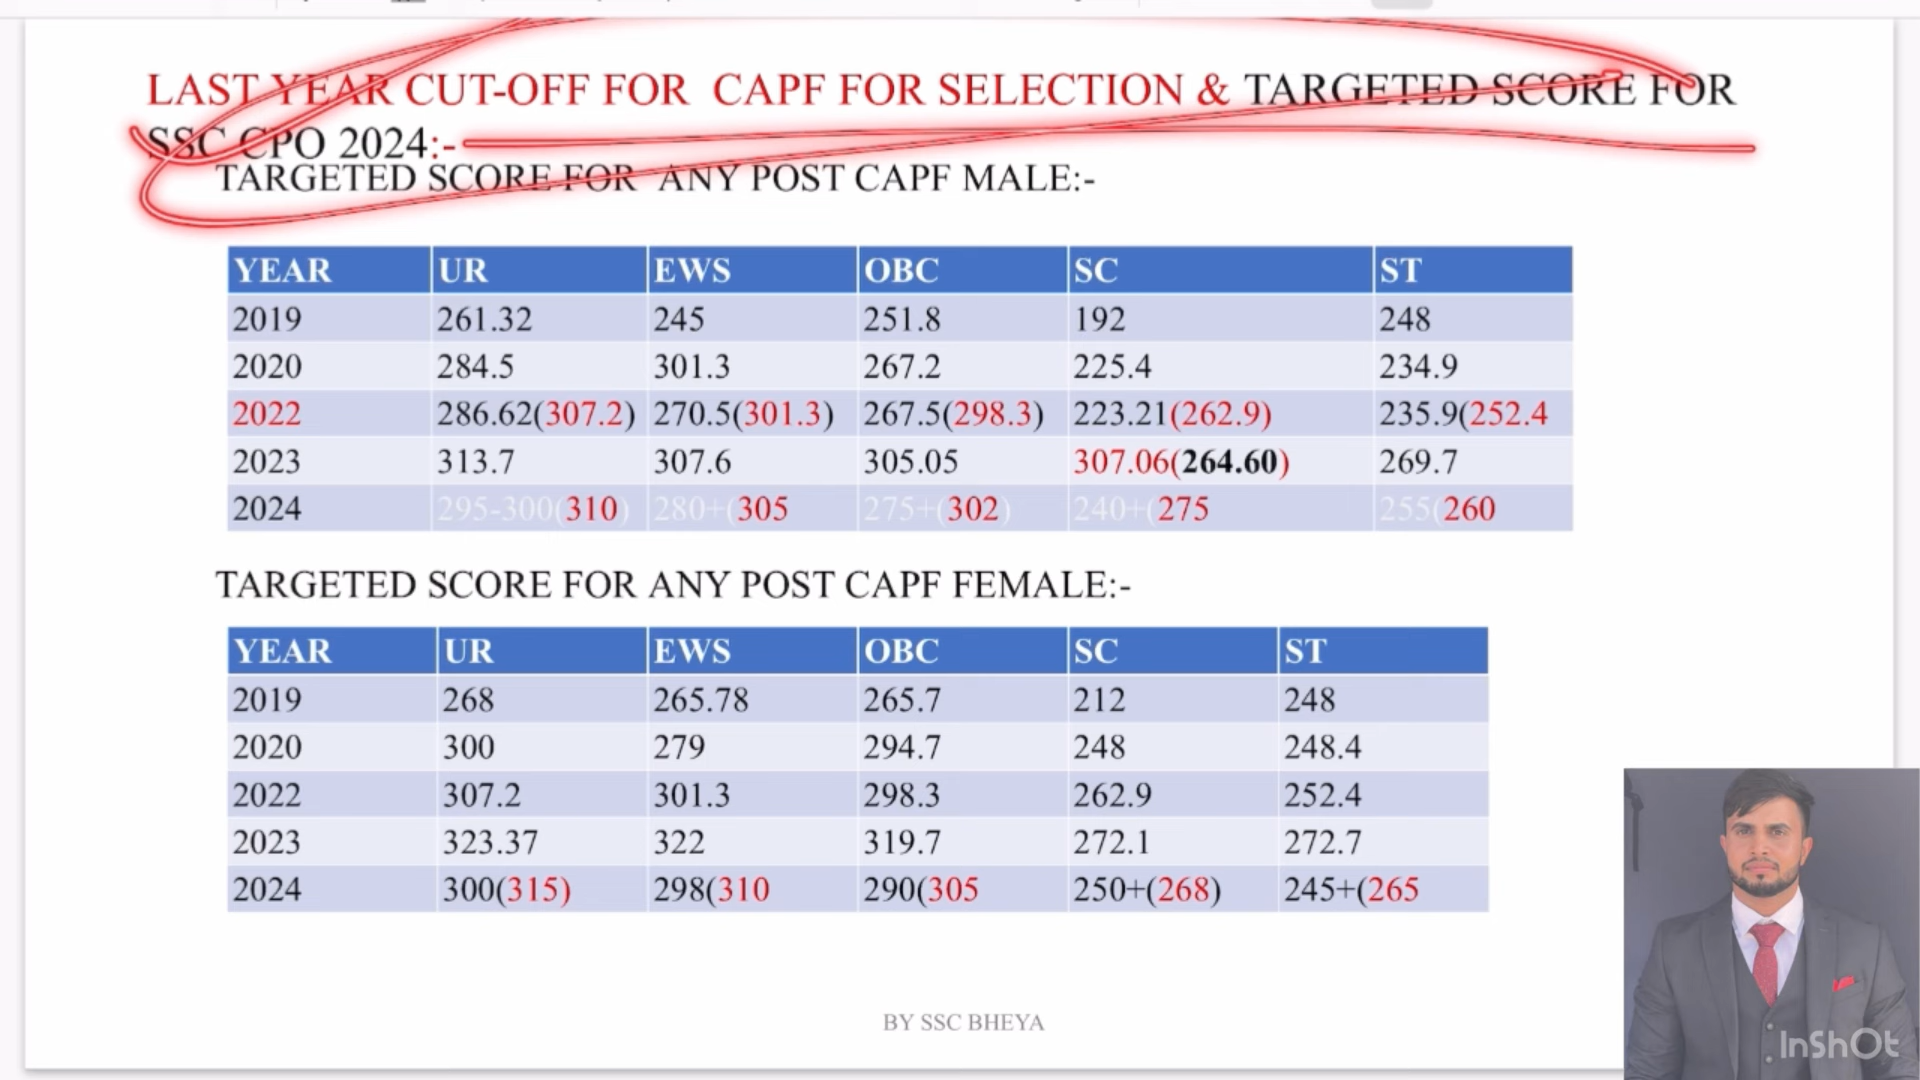 LAST YEAR CUT-OFF FOR CAPF FOR SELECTION & TARGETED SCORE FOR
SSC CPO 2024:-
TARGETED SCORE FOR ANY POST CAPF MALE:-
YEAR UR EWS OBC SC ST
2019 261.32 245 251.8 192 248
2020 284.5 301.3 267.2 225.4 234.9
2022 286.62(307.2) 270.5(301.3) 267.5(298.3) 223.21(262.9) 235.9(252.4
2023 313.7 307.6 305.05 307.06(264.60) 269.7
2024 295-300(310) 280+(305 275+(302) 240+(275 255(260
TARGETED SCORE FOR ANY POST CAPF FEMALE:-
YEAR UR EWS OBC SC ST
2019 268 265.78 265.7 212 248
2020 300 279 294.7 248 248.4
2022 307.2 301.3 298.3 262.9 252.4
2023 323.37 322 319.7 272.1 272.7
2024 300(315) 298(310 290(305 250+(268) 245+(265
BY SSC BHEYA
InShOt